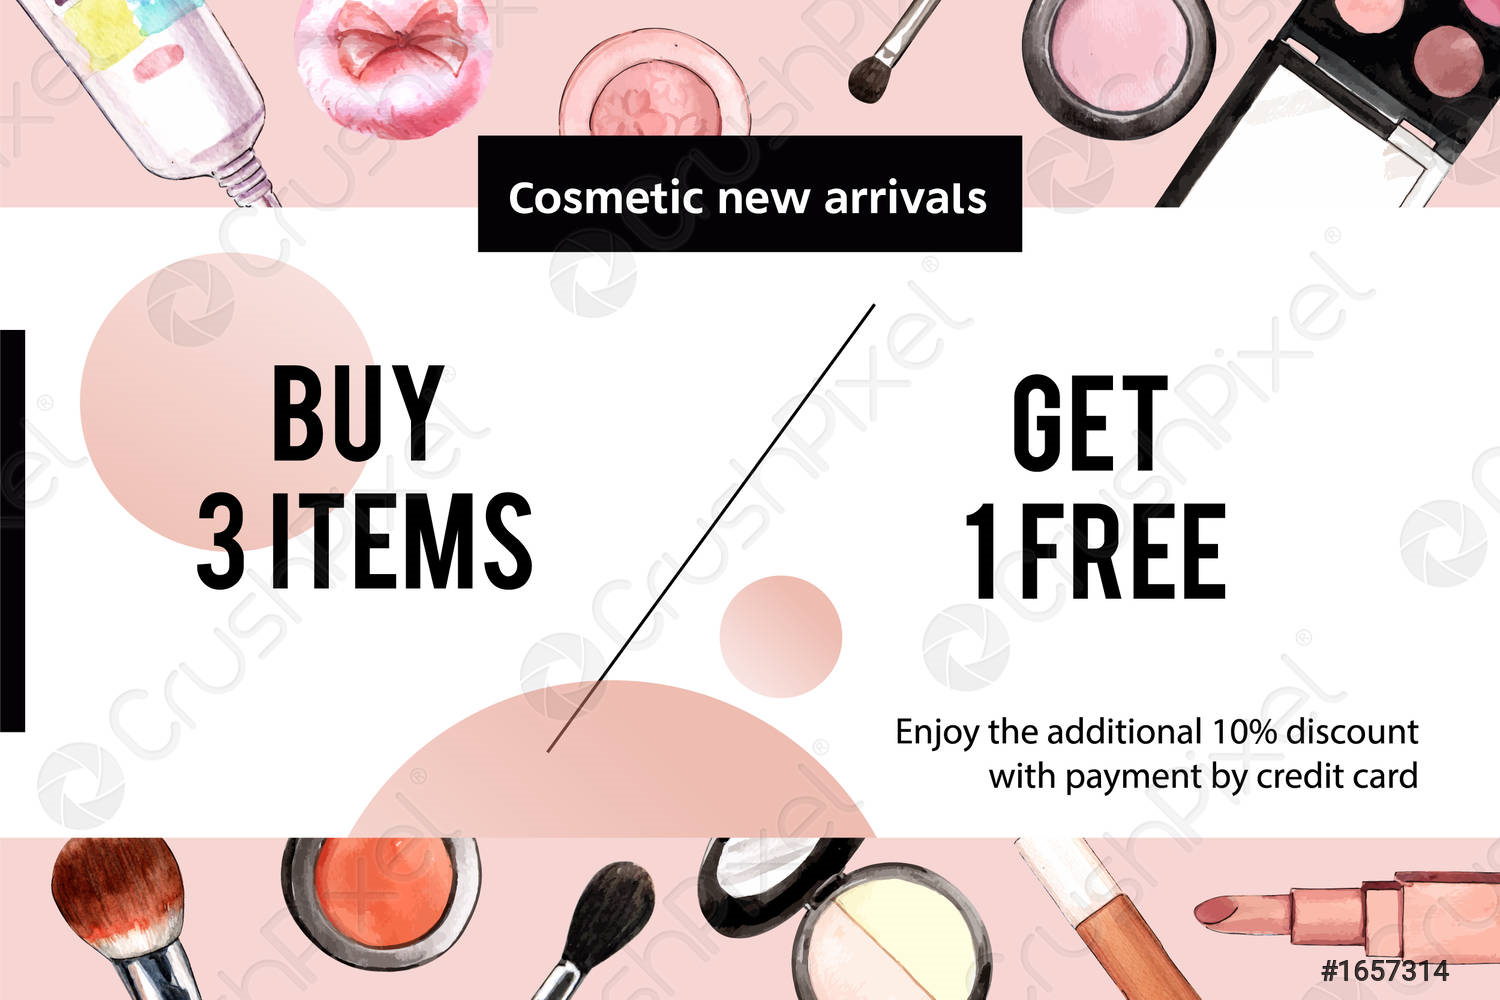 Cosmetic new arrivals
BUY
3 ITEMS
GET
1 FREE
Enjoy the additional 10% discount
with payment by credit card
CrushPixel
#1657314